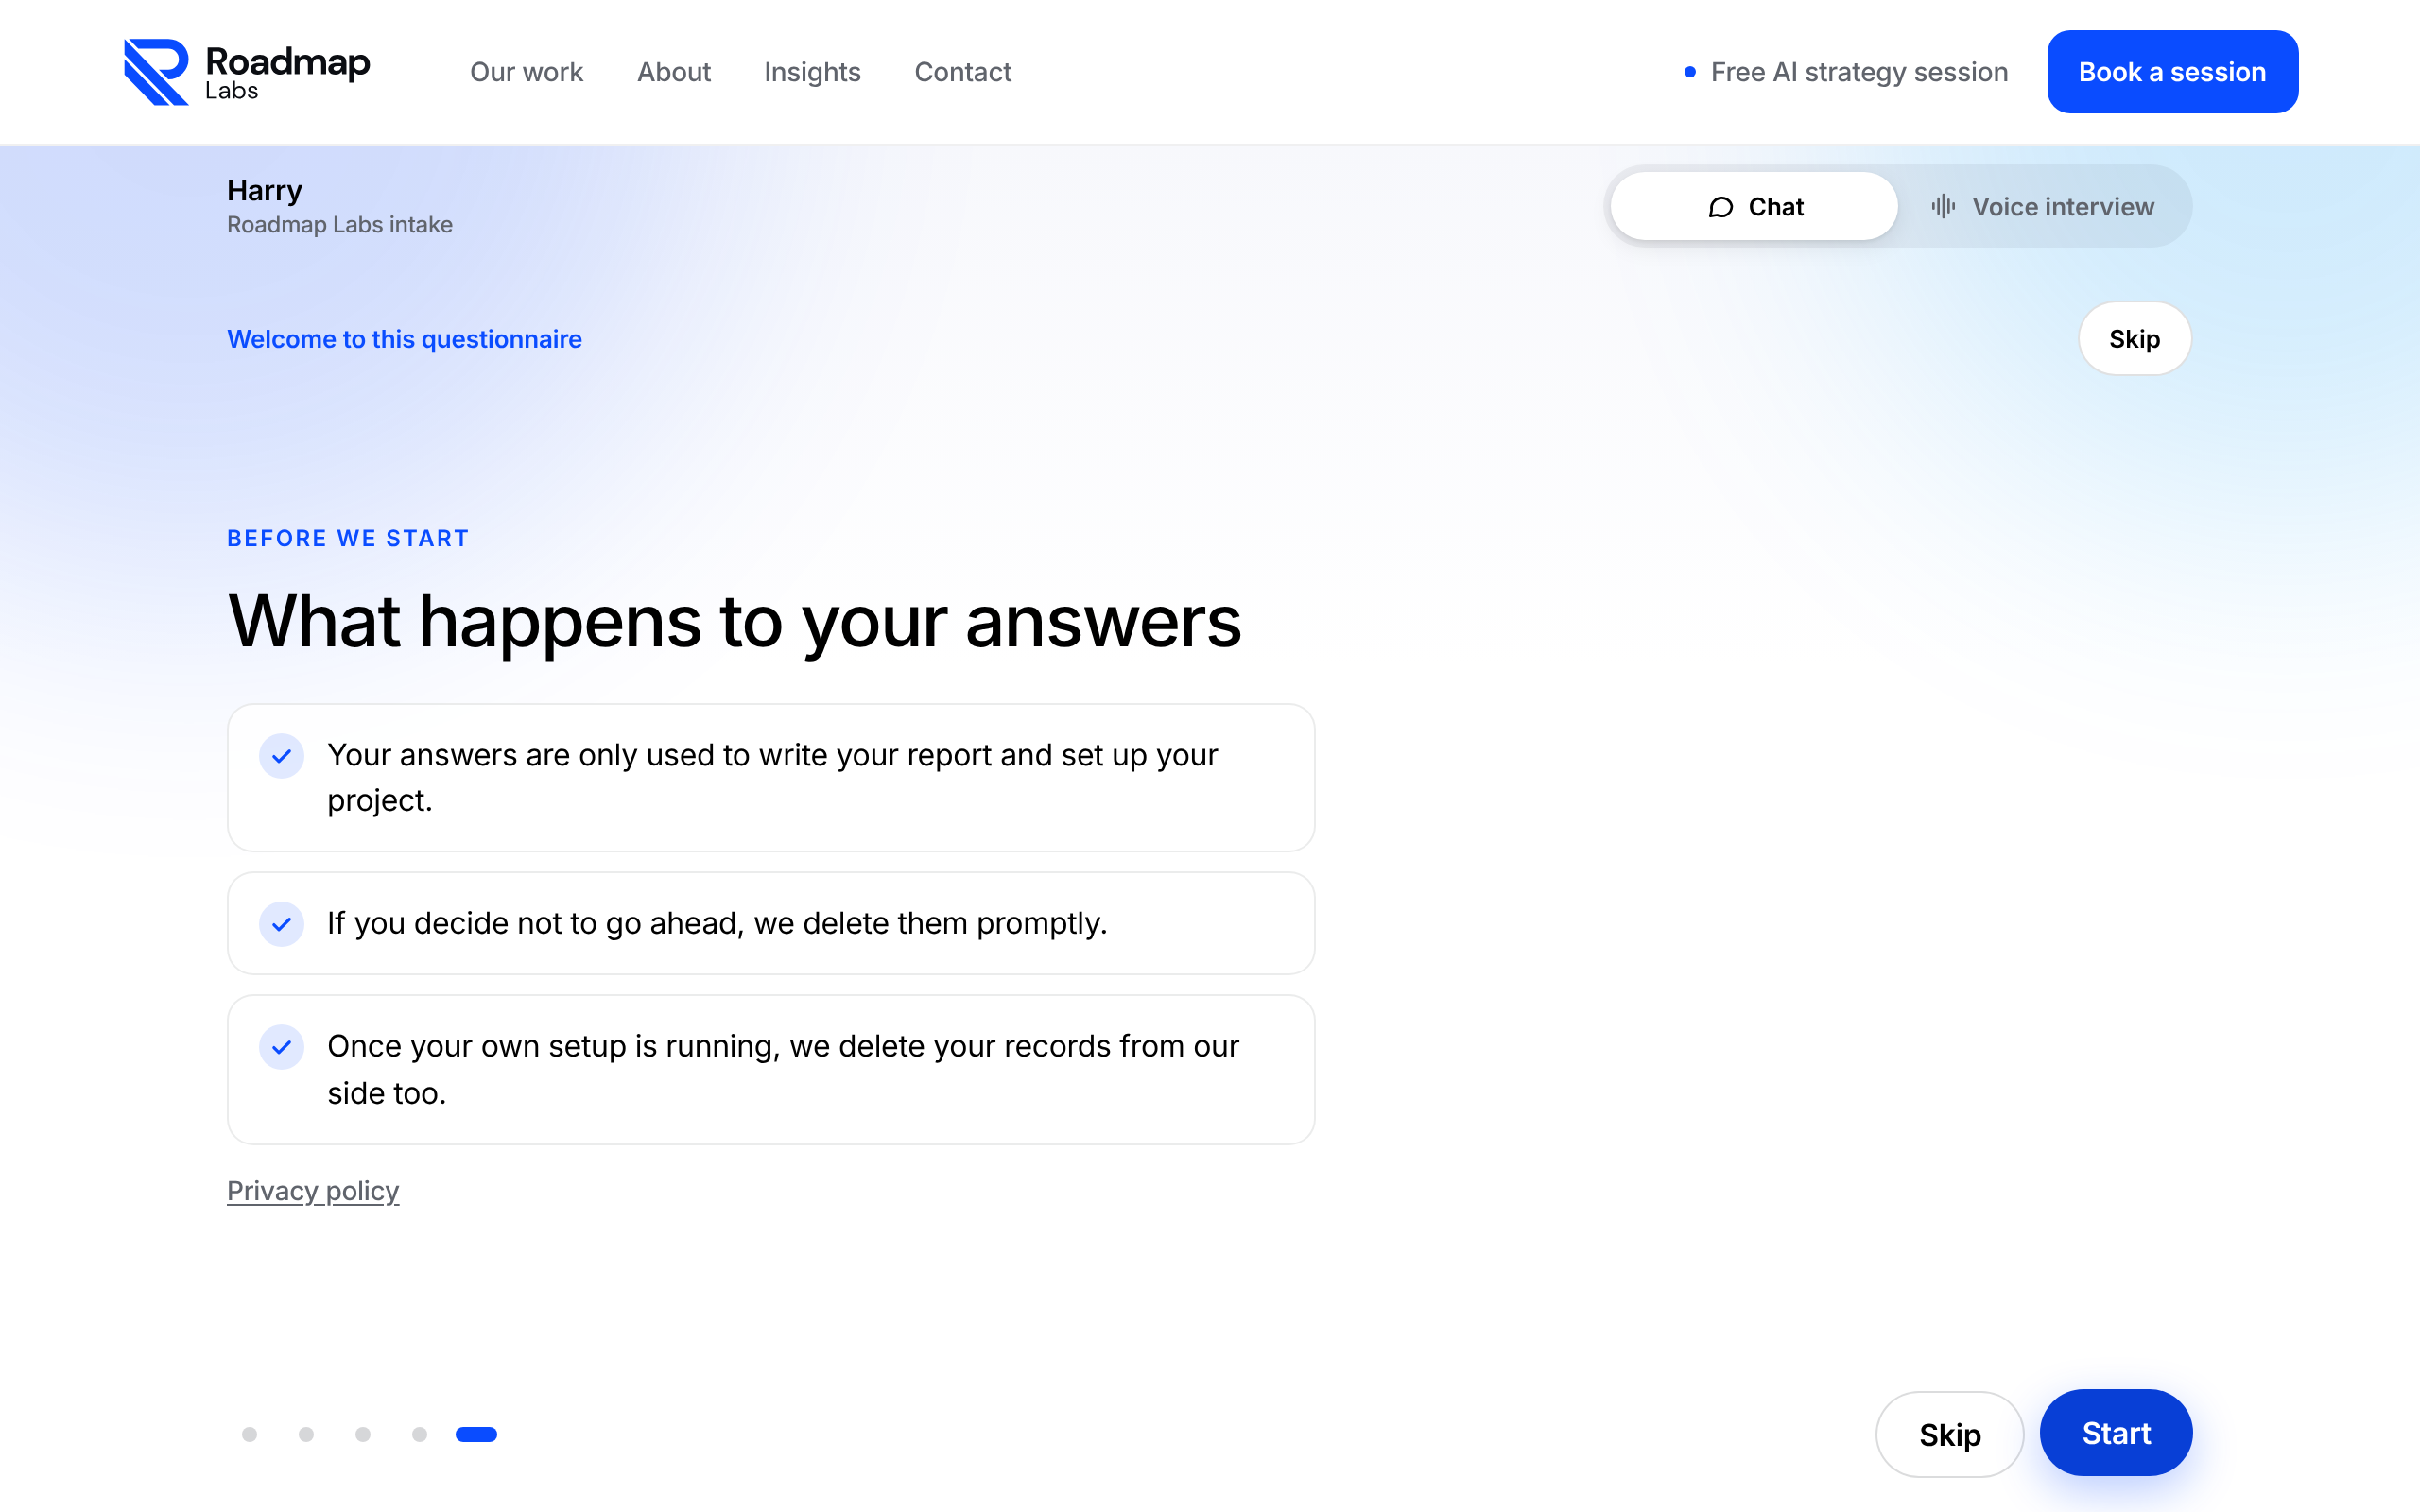 Roadmap
Labs
Our work
About
Insights
Contact
Free AI strategy session
Book a session
Harry
Roadmap Labs intake
Chat
Voice interview
Welcome to this questionnaire
Skip
BEFORE WE START
What happens to your answers
Your answers are only used to write your report and set up your
project.
If you decide not to go ahead, we delete them promptly.
Once your own setup is running, we delete your records from our
side too.
Privacy policy
Skip
Start